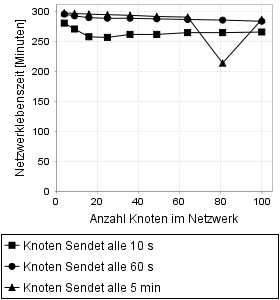 300
250
200
150
100
50
0
Netzwerklebenszeit [Minuten]
0 20 40 60 80 100
Anzahl Knoten im Netzwerk
Knoten Sendet alle 10 s
Knoten Sendet alle 60 s
Knoten Sendet alle 5 min